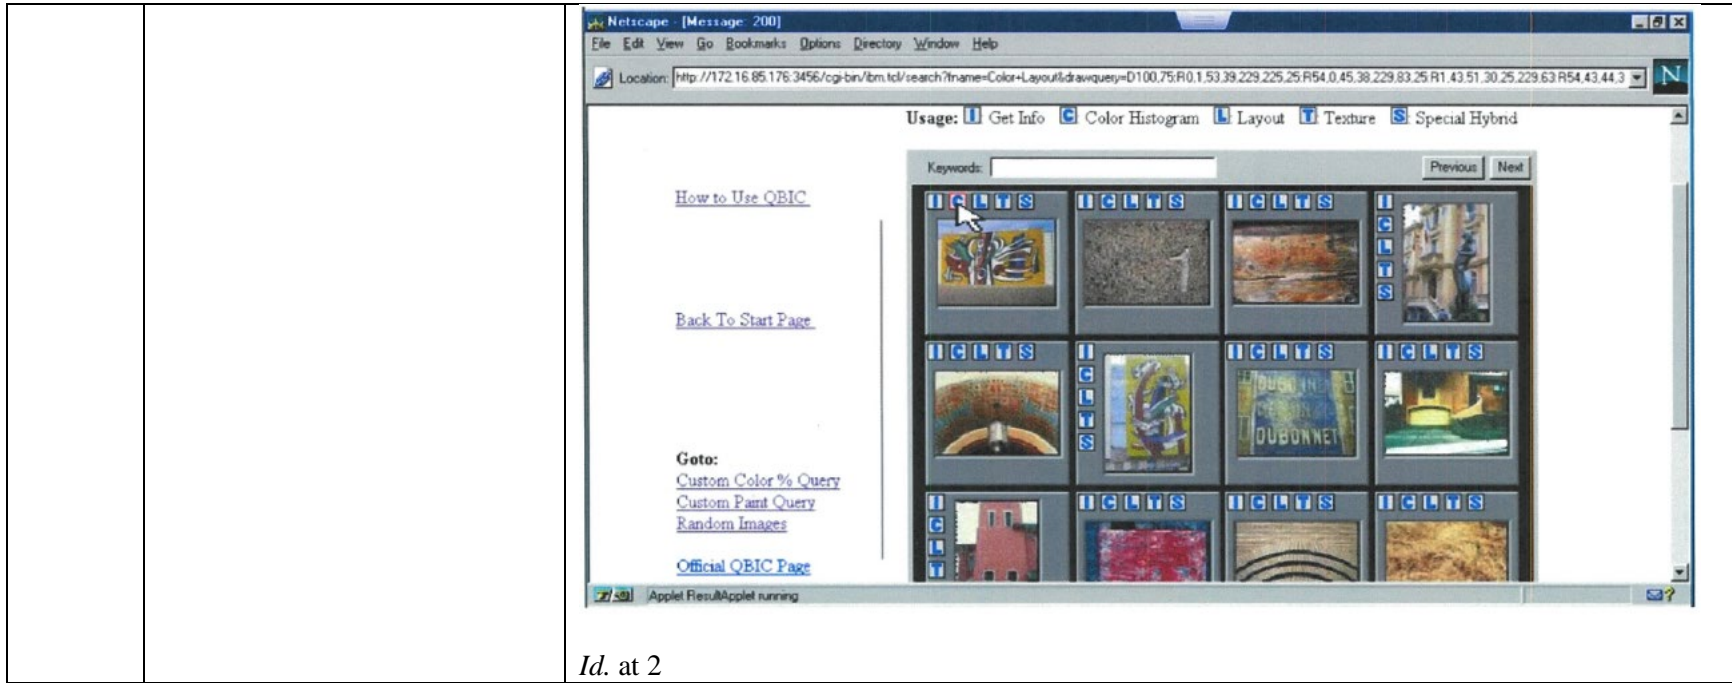 Netscape - [Message: 200]
File Edit View Go Bookmarks Options Directory Window Help
Location: http://172.16.85.176:3456/cgi-bin/ibm.tcl/search?fname=Color+Layout&drawquery=D100,75:R0,1,53,39,229,225,25:R54,0,45,38,229,83,25:R1,43,51,30,25,229,63:R54,43,44,3
N
Usage: I Get Info C Color Histogram L Layout T Texture S Special Hybrid
Keywords: Previous Next
How to Use QBIC
I C L T S I C L T S I C L T S I C L T S
Back To Start Page
I C L T S I C L T S I C L T S I C L T S
DUBONNET
Goto:
Custom Color % Query
Custom Paint Query
Random Images
I C L T I C L T S I C L T S I C L T S
Official QBIC Page
Applet ResultApplet running
Id. at 2